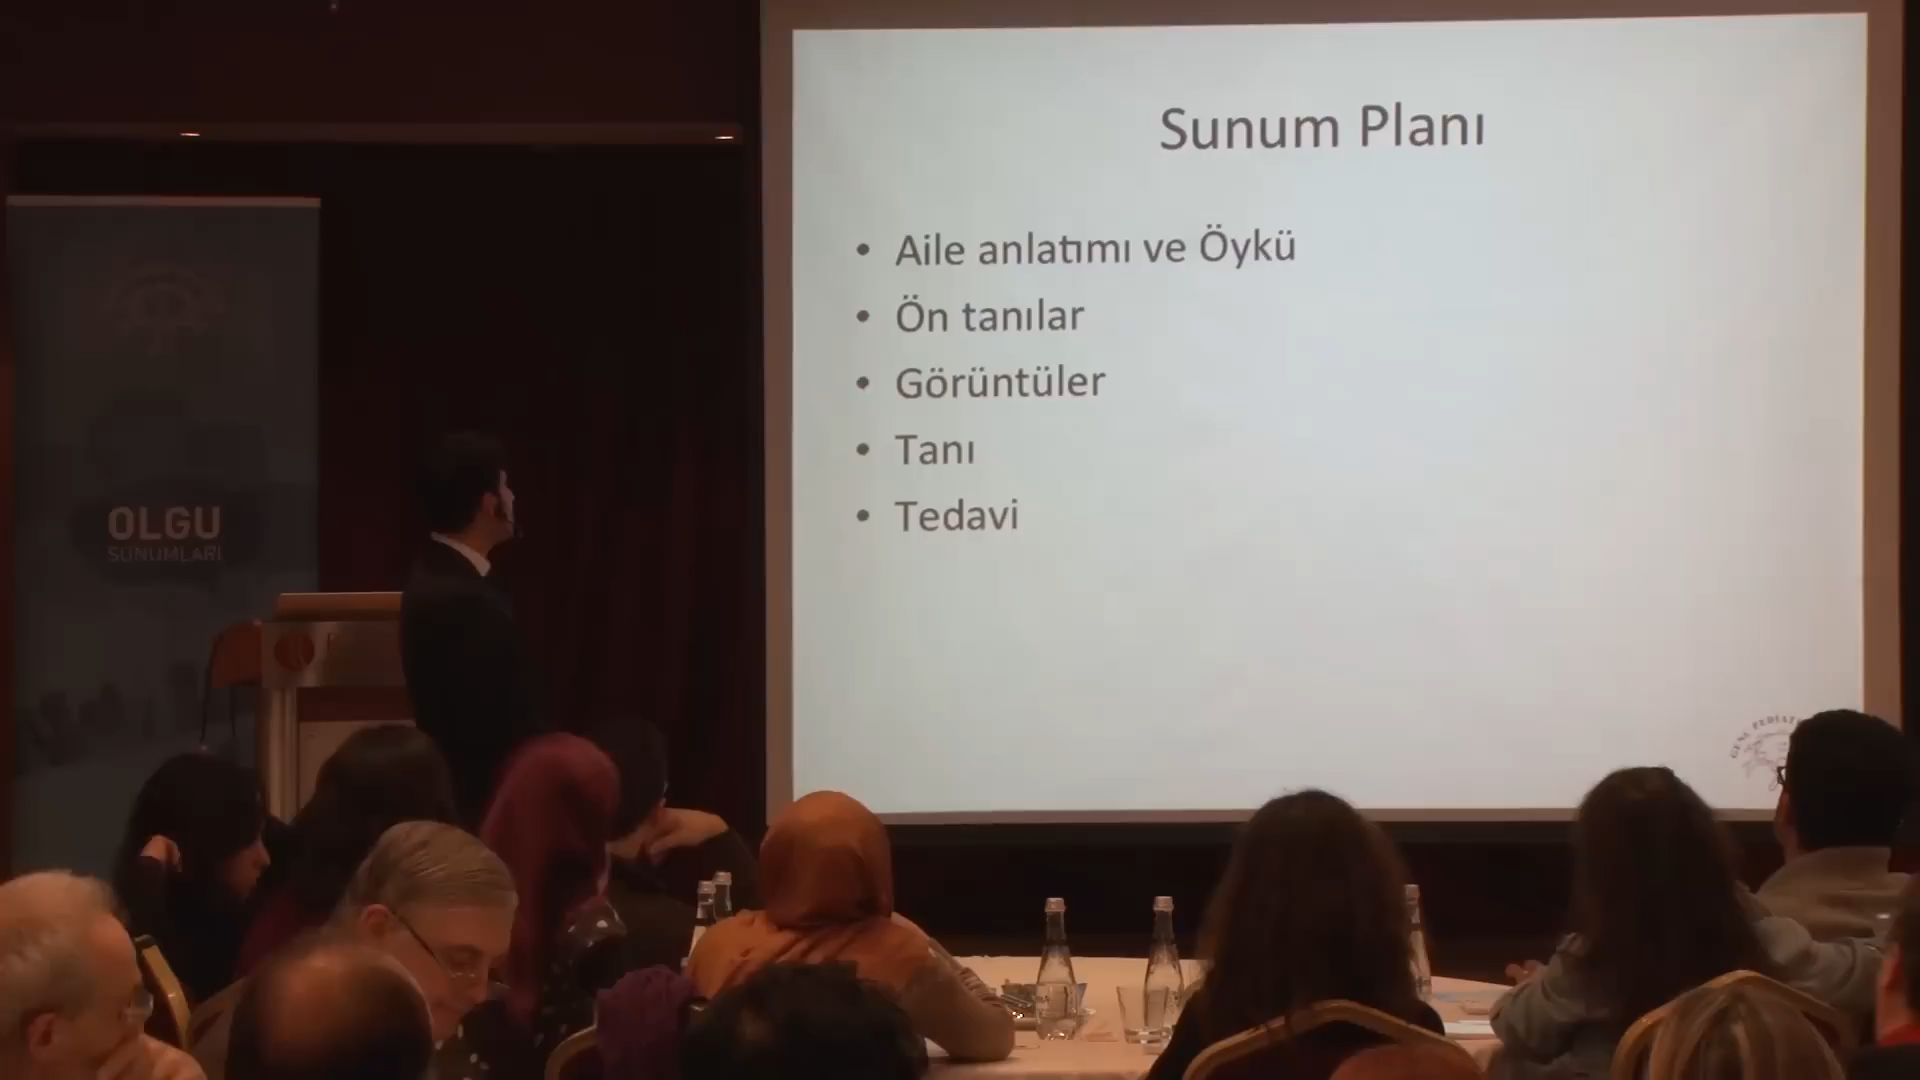 Sunum Planı
• Aile anlatımı ve Öykü
• Ön tanılar
• Görüntüler
• Tanı
• Tedavi
OLGU
SUNUMLARI